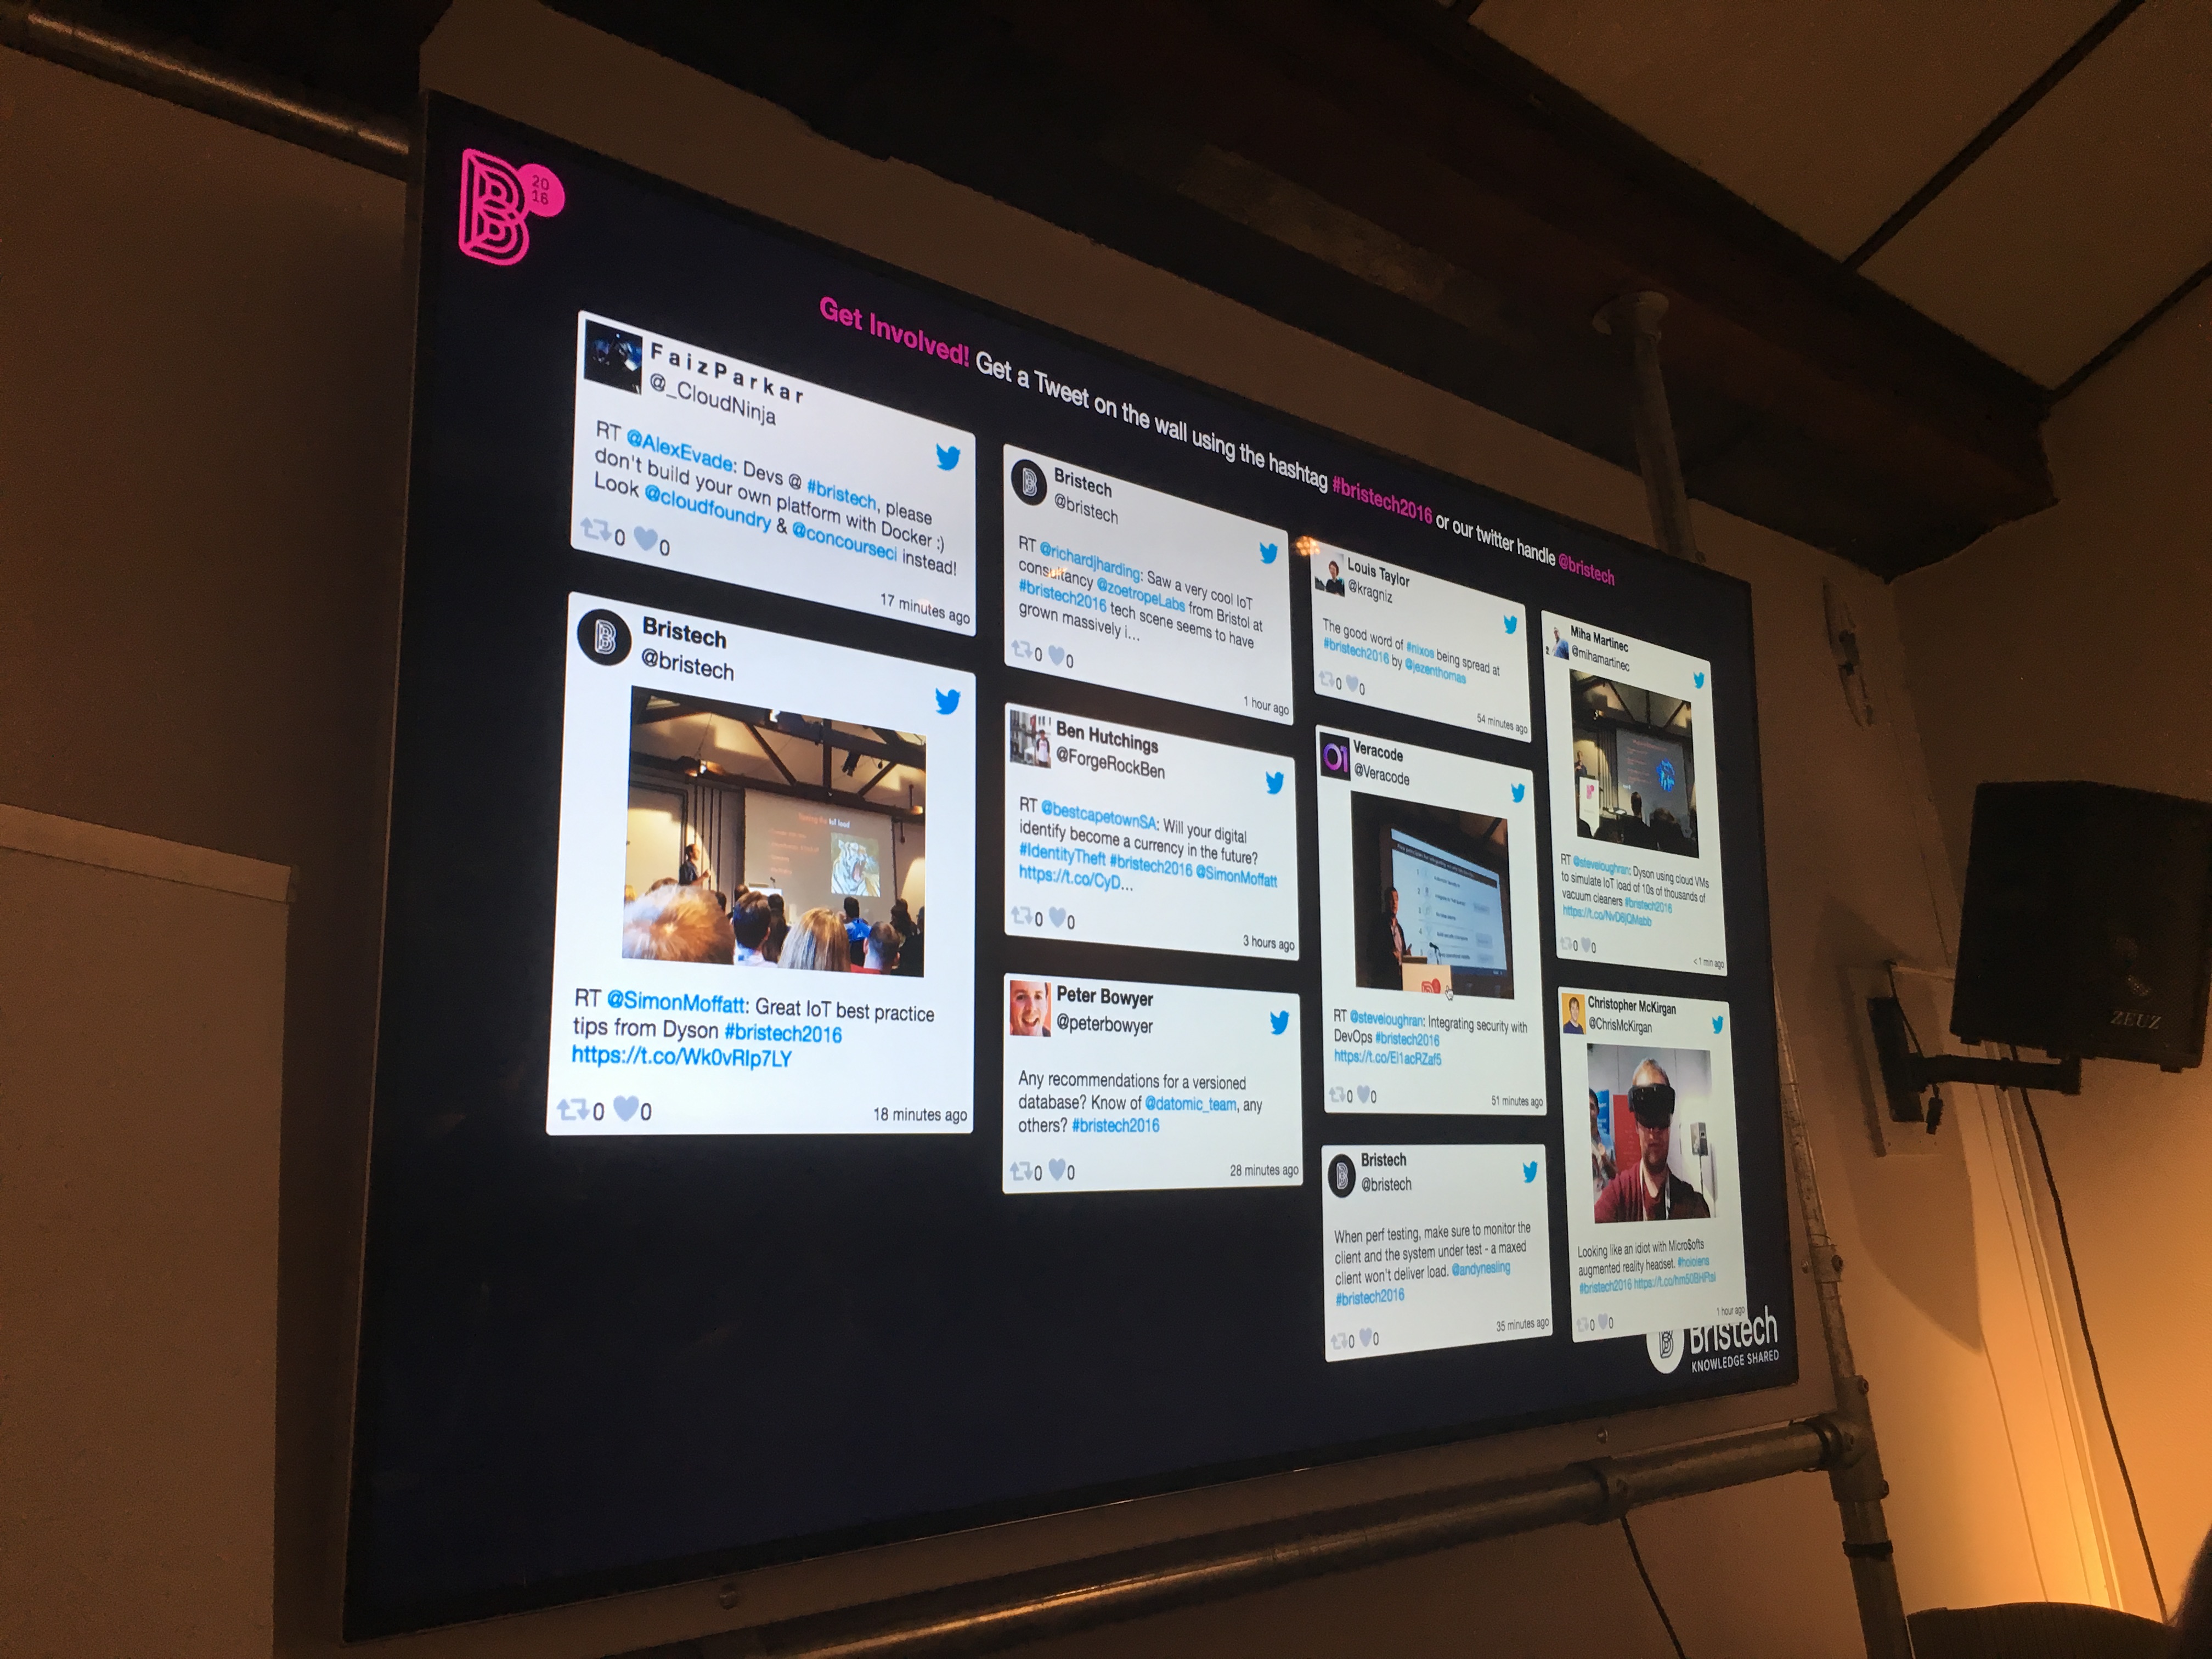 20
16
Get Involved! Get a Tweet on the wall using the hashtag #bristech2016 or our twitter handle @bristech
FaizParkar
@_CloudNinja
RT @AlexEvade: Devs @ #bristech, please
don't build your own platform with Docker :)
Look @cloudfoundry & @concourseci instead!
0 0
17 minutes ago
Bristech
@bristech
RT @SimonMoffatt: Great IoT best practice
tips from Dyson #bristech2016
https://t.co/Wk0vRlp7LY
0 0
18 minutes ago
Bristech
@bristech
RT @richardjharding: Saw a very cool IoT
consultancy @zoetropeLabs from Bristol at
#bristech2016 tech scene seems to have
grown massively i...
0 0
1 hour ago
Ben Hutchings
@ForgeRockBen
RT @bestcapetownSA: Will your digital
identify become a currency in the future?
#IdentityTheft #bristech2016 @SimonMoffatt
https://t.co/CyD...
0 0
3 hours ago
Peter Bowyer
@peterbowyer
Any recommendations for a versioned
database? Know of @datomic_team, any
others? #bristech2016
0 0
28 minutes ago
Louis Taylor
@kragniz
The good word of #nixos being spread at
#bristech2016 by @jezenthomas
0 0
54 minutes ago
Veracode
@Veracode
RT @steveloughran: Integrating security with
DevOps #bristech2016
https://t.co/El1acRZaf5
0 0
51 minutes ago
Bristech
@bristech
When perf testing, make sure to monitor the
client and the system under test - a maxed
client won't deliver load. @andynesling
#bristech2016
0 0
35 minutes ago
Miha Martinec
@mihamartinec
RT @steveloughran: Dyson using cloud VMs
to simulate IoT load of 10s of thousands of
vacuum cleaners #bristech2016
0 0
< 1 min ago
Christopher McKirgan
@ChrisMcKirgan
Looking like an idiot with Micro$ofts
augmented reality headset. #hololens
#bristech2016
0 0
1 hour ago
Bristech
KNOWLEDGE SHARED
ZEUZ